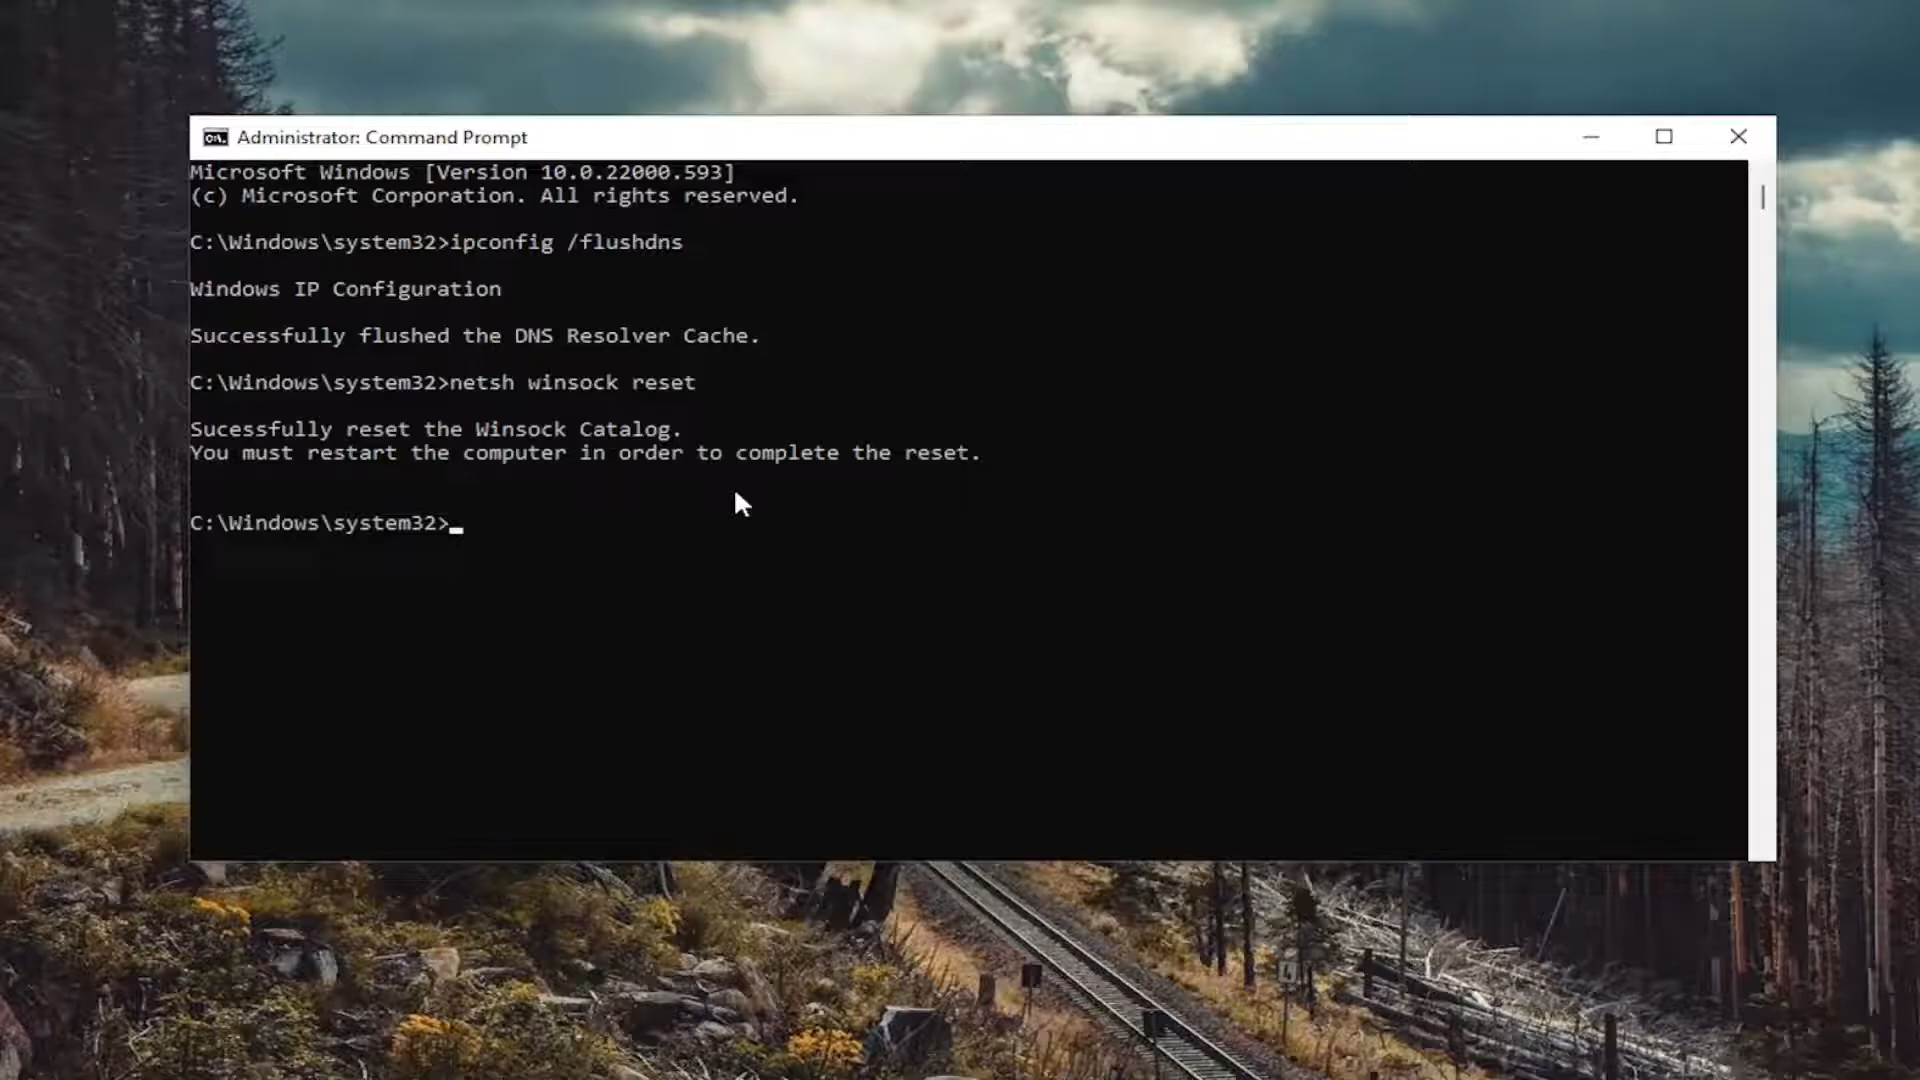 Administrator: Command Prompt
Microsoft Windows [Version 10.0.22000.593]
(c) Microsoft Corporation. All rights reserved.
C:\Windows\system32>ipconfig /flushdns
Windows IP Configuration
Successfully flushed the DNS Resolver Cache.
C:\Windows\system32>netsh winsock reset
Sucessfully reset the Winsock Catalog.
You must restart the computer in order to complete the reset.
C:\Windows\system32>